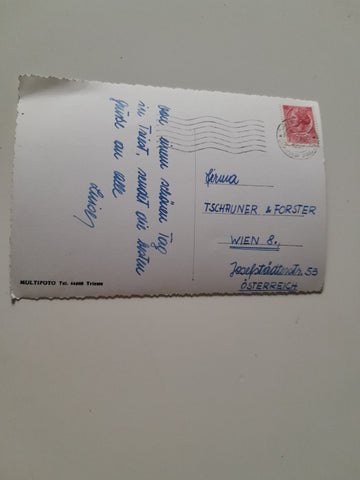 Von einem schönen Tag
in Triest, sendet die besten
Grüße an alle
Firma
TSCHAUNER & FORSTER
WIEN 8.,
Josefstädterstr. 53
ÖSTERREICH
MULTIFOTO Tel. Trieste